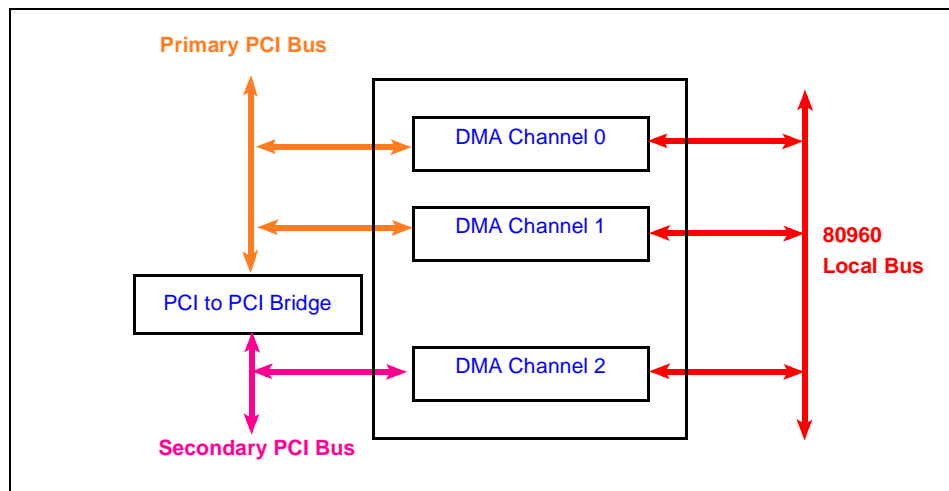 Primary PCI Bus
DMA Channel 0
DMA Channel 1
80960
Local Bus
PCI to PCI Bridge
DMA Channel 2
Secondary PCI Bus